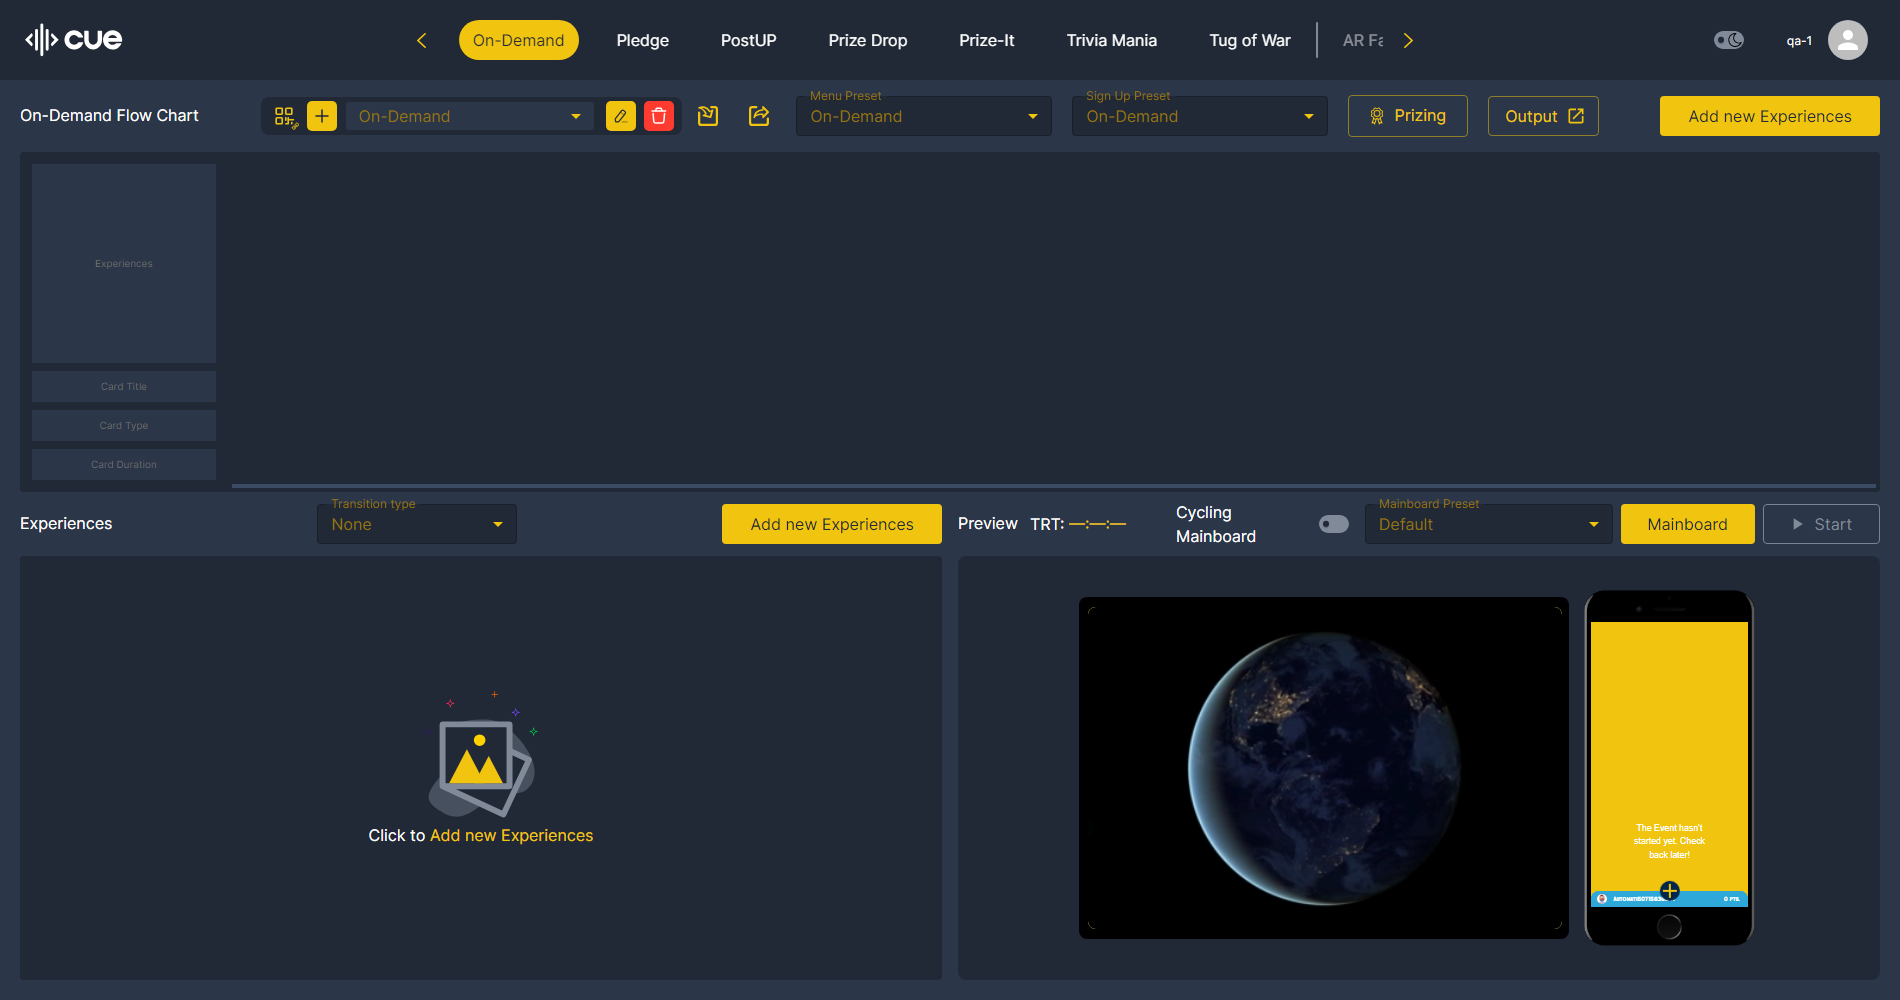 cue
On-Demand
Pledge
PostUP
Prize Drop
Prize-It
Trivia Mania
Tug of War
AR Fa
qa-1
On-Demand Flow Chart
On-Demand
Menu Preset
On-Demand
Sign Up Preset
On-Demand
Prizing
Output
Add new Experiences
Experiences
Card Title
Card Type
Card Duration
Experiences
Transition type
None
Add new Experiences
Preview
TRT: —:—:—
Cycling
Mainboard
Mainboard Preset
Default
Mainboard
Start
Click to Add new Experiences
The Event hasn't
started yet. Check
back later!
0 PTS.